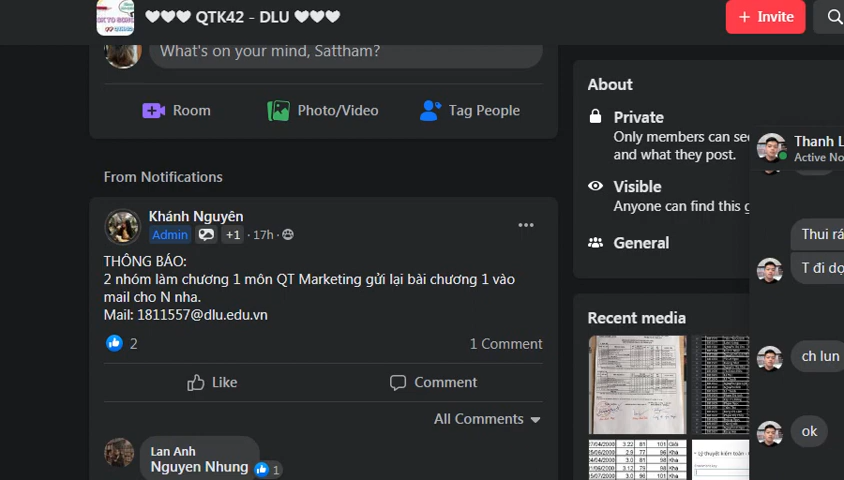 🤍🤍🤍 QTK42 - DLU 🤍🤍🤍
+ Invite
What's on your mind, Sattham?
Room
Photo/Video
Tag People
From Notifications
Khánh Nguyên
Admin
+1 · 17h ·
THÔNG BÁO:
2 nhóm làm chương 1 môn QT Marketing gửi lại bài chương 1 vào
mail cho N nha.
Mail: 1811557@dlu.edu.vn
2
1 Comment
Like
Comment
All Comments
Lan Anh
Nguyen Nhung
1
About
Private
Only members can see
and what they post.
Visible
Anyone can find this g
General
Recent media
Thanh L
Active No
Thui rá
T đi dọ
ch lun
ok